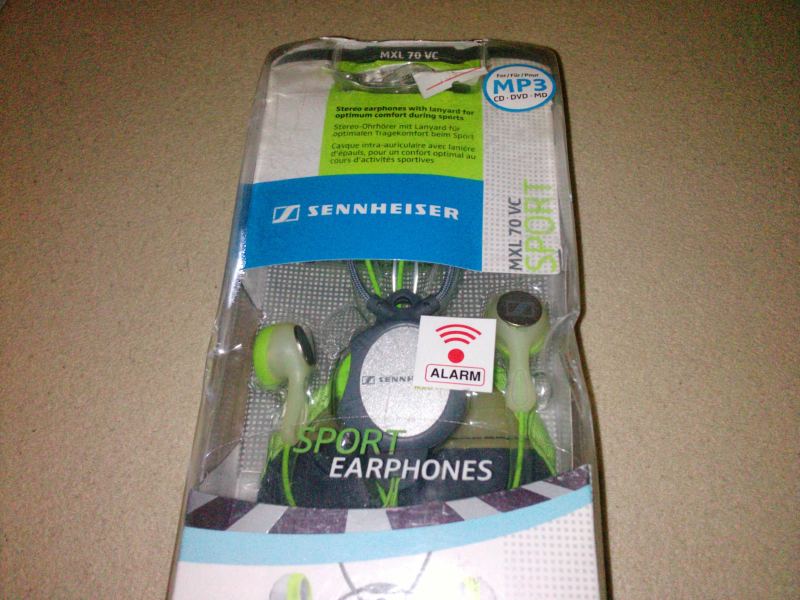 MXL 70 VC
For/Für/Pour
MP3
CD · DVD · MD
Stereo earphones with lanyard for
optimum comfort during sports
Stereo-Ohrhörer mit Lanyard für
optimalen Tragekomfort beim Sport
Casque intra-auriculaire avec lanière
d'épauls, pour un confort optimal au
cours d'activités sportives
SENNHEISER
MXL 70 VC
SPORT
ALARM
SENNHE
SPORT
EARPHONES